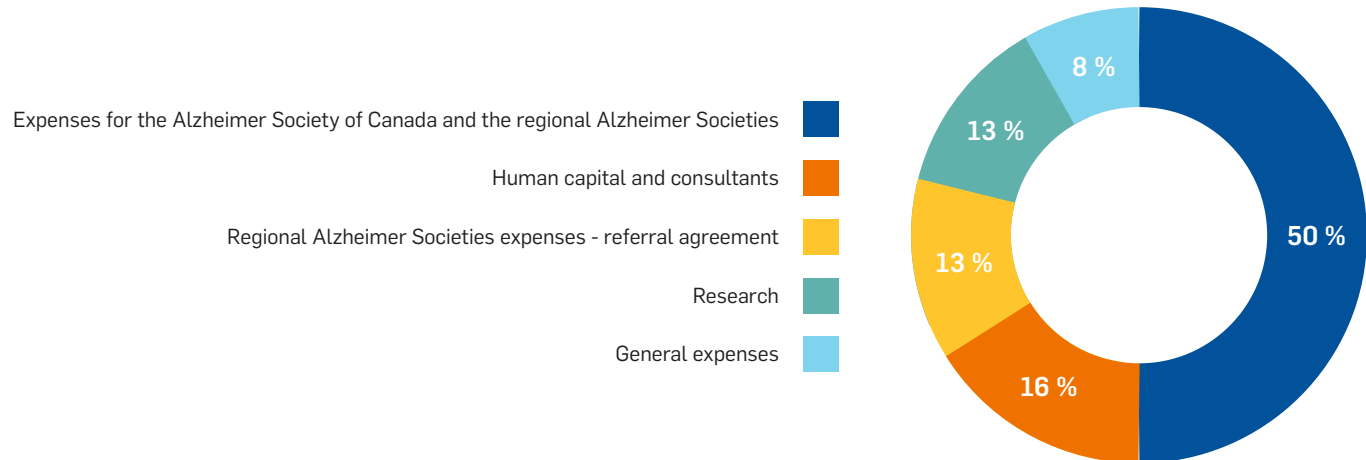 Expenses for the Alzheimer Society of Canada and the regional Alzheimer Societies
Human capital and consultants
Regional Alzheimer Societies expenses - referral agreement
Research
General expenses
8 %
13 %
13 %
16 %
50 %